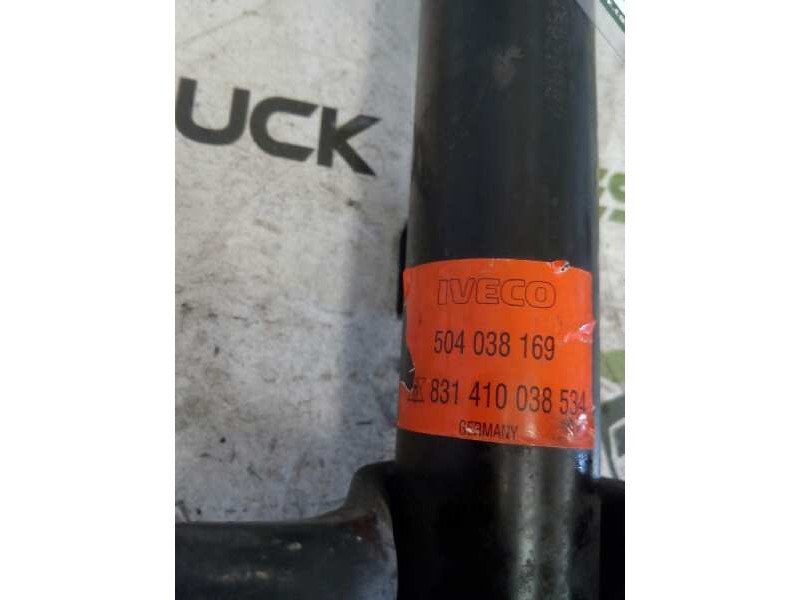 UCK
IVECO
504 038 169
831 410 038 534
GERMANY